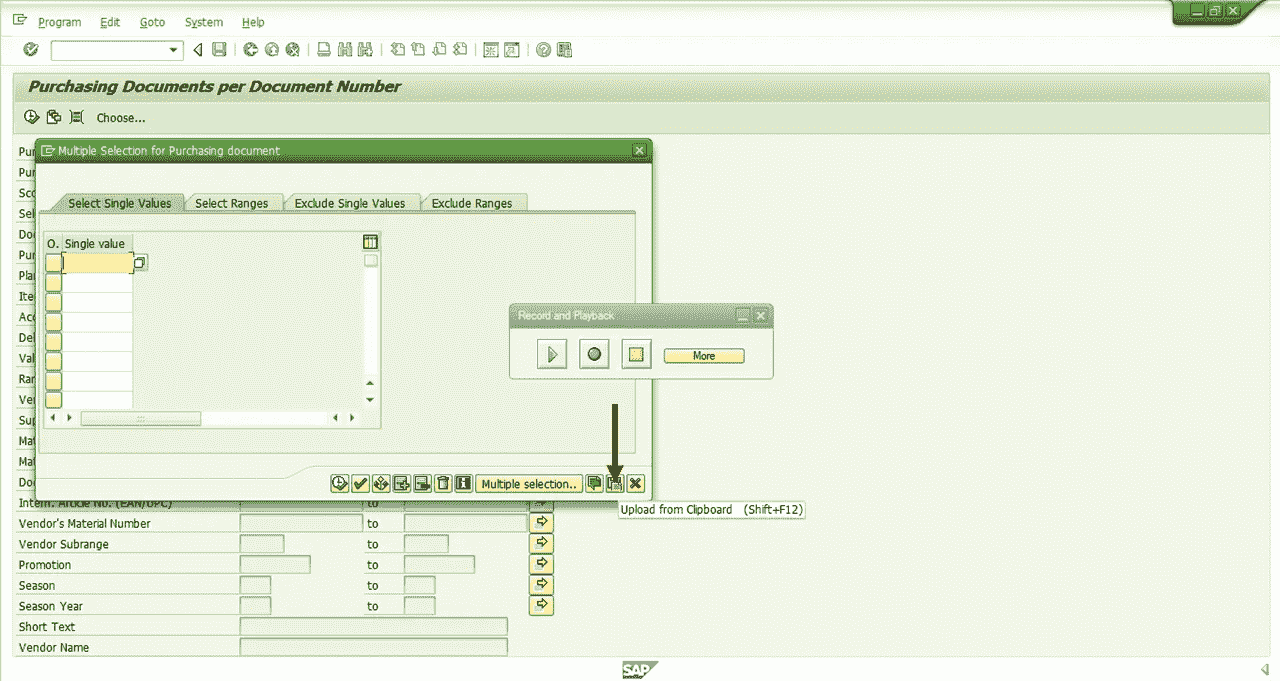 Program Edit Goto System Help
Purchasing Documents per Document Number
Choose...
Pur
Multiple Selection for Purchasing document
Pur
Sco
Select Single Values Select Ranges Exclude Single Values Exclude Ranges
Sel
Doc
O. Single value
Pur
Plan
Ite
Acc
Record and Playback
Del
Val
More
Ran
Ven
Sup
Mat
Mat
Doc
Multiple selection..
Intern. Article No. (EAN/UPC) to
Upload from Clipboard (Shift+F12)
Vendor's Material Number to
Vendor Subrange to
Promotion to
Season to
Season Year to
Short Text
Vendor Name
SAP